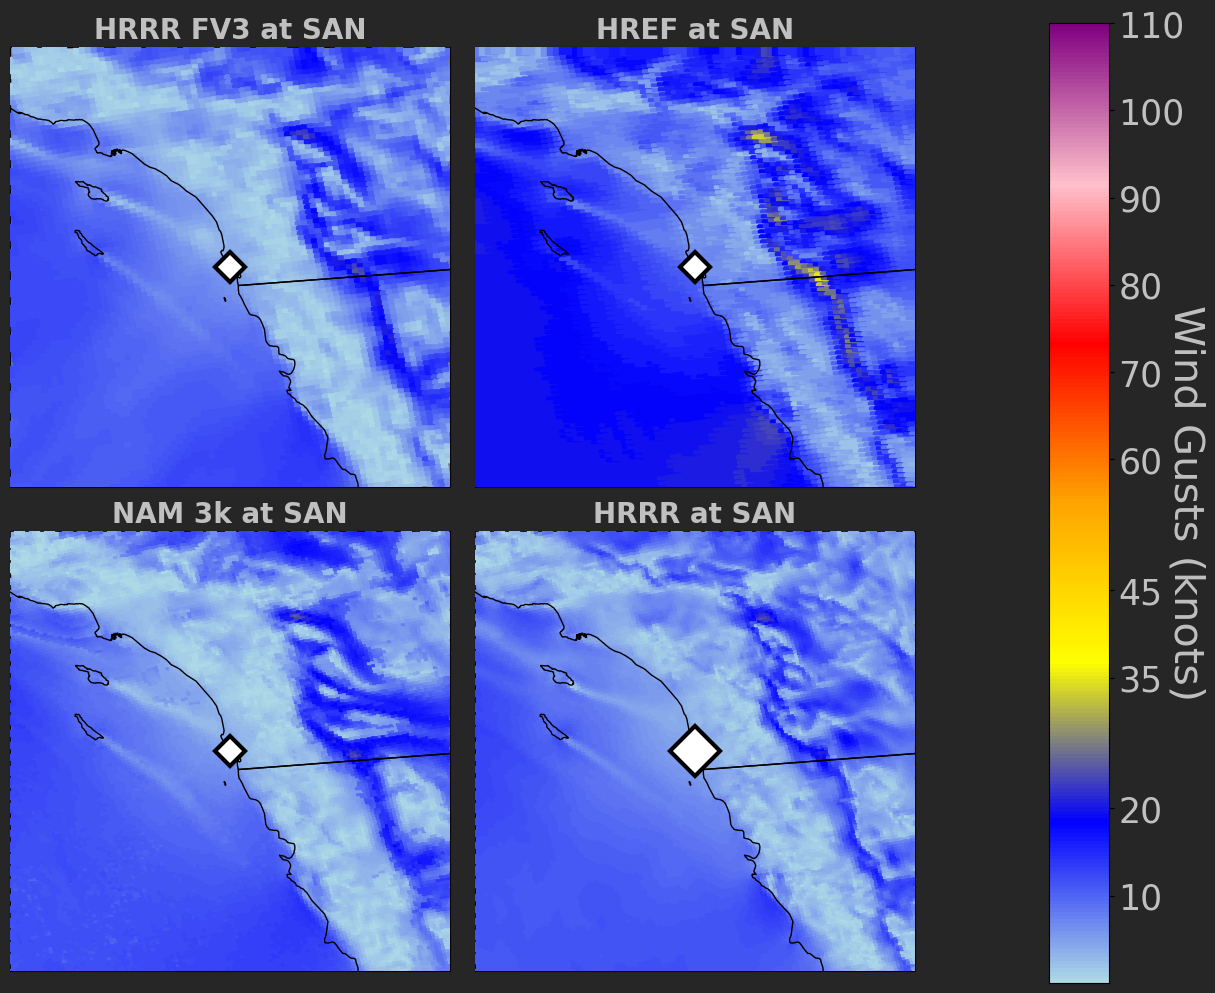 HRRR FV3 at SAN
HREF at SAN
NAM 3k at SAN
HRRR at SAN
110
100
90
80
70
60
45
35
20
10
Wind Gusts (knots)